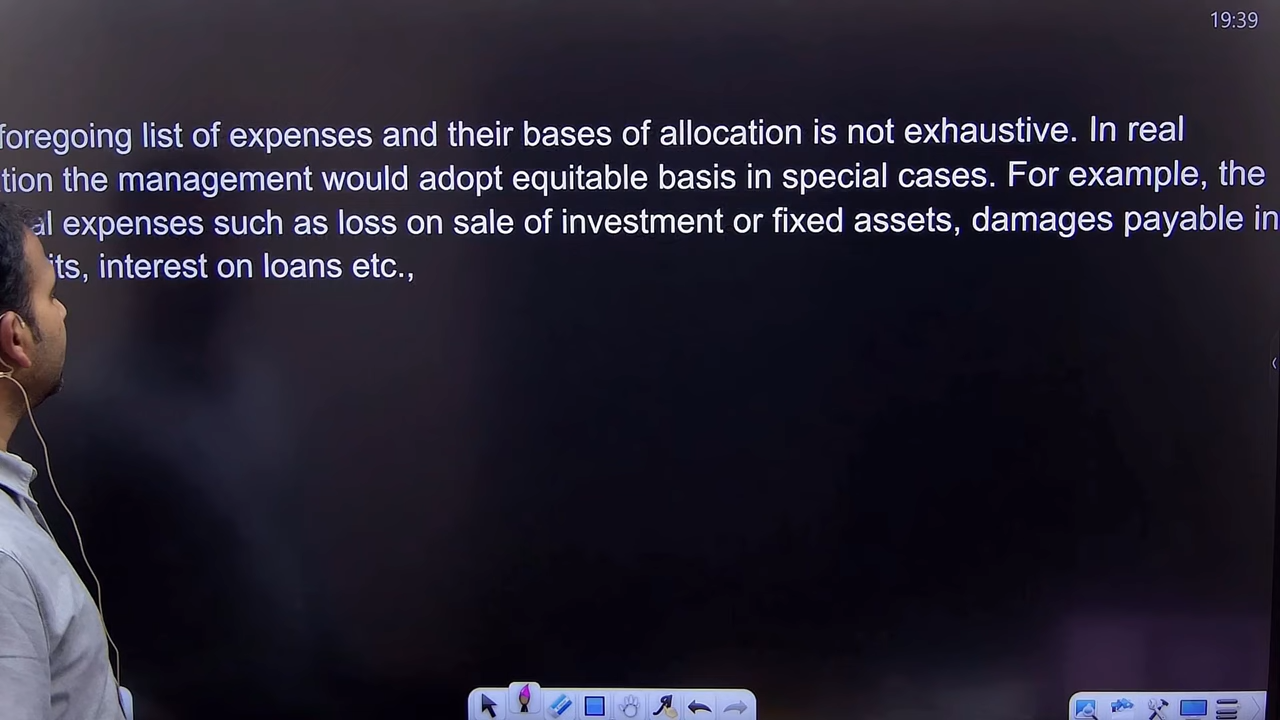 19:39
foregoing list of expenses and their bases of allocation is not exhaustive. In real
tion the management would adopt equitable basis in special cases. For example, the
al expenses such as loss on sale of investment or fixed assets, damages payable in
its, interest on loans etc.,